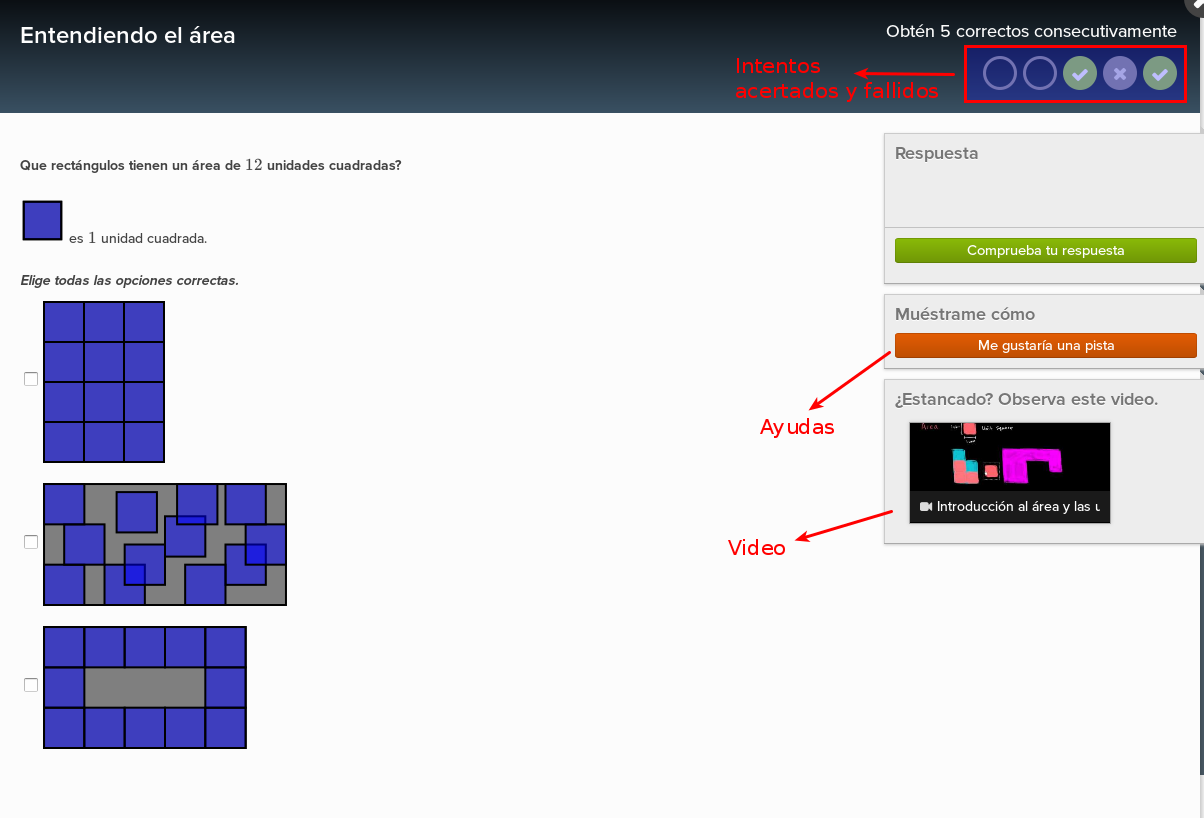 Entendiendo el área
Obtén 5 correctos consecutivamente
Intentos
acertados y fallidos
Que rectángulos tienen un área de 12 unidades cuadradas?
es 1 unidad cuadrada.
Elige todas las opciones correctas.
Respuesta
Comprueba tu respuesta
Muéstrame cómo
Me gustaría una pista
Ayudas
¿Estancado? Observa este video.
Area
Unit Square
Introducción al área y las u
Video